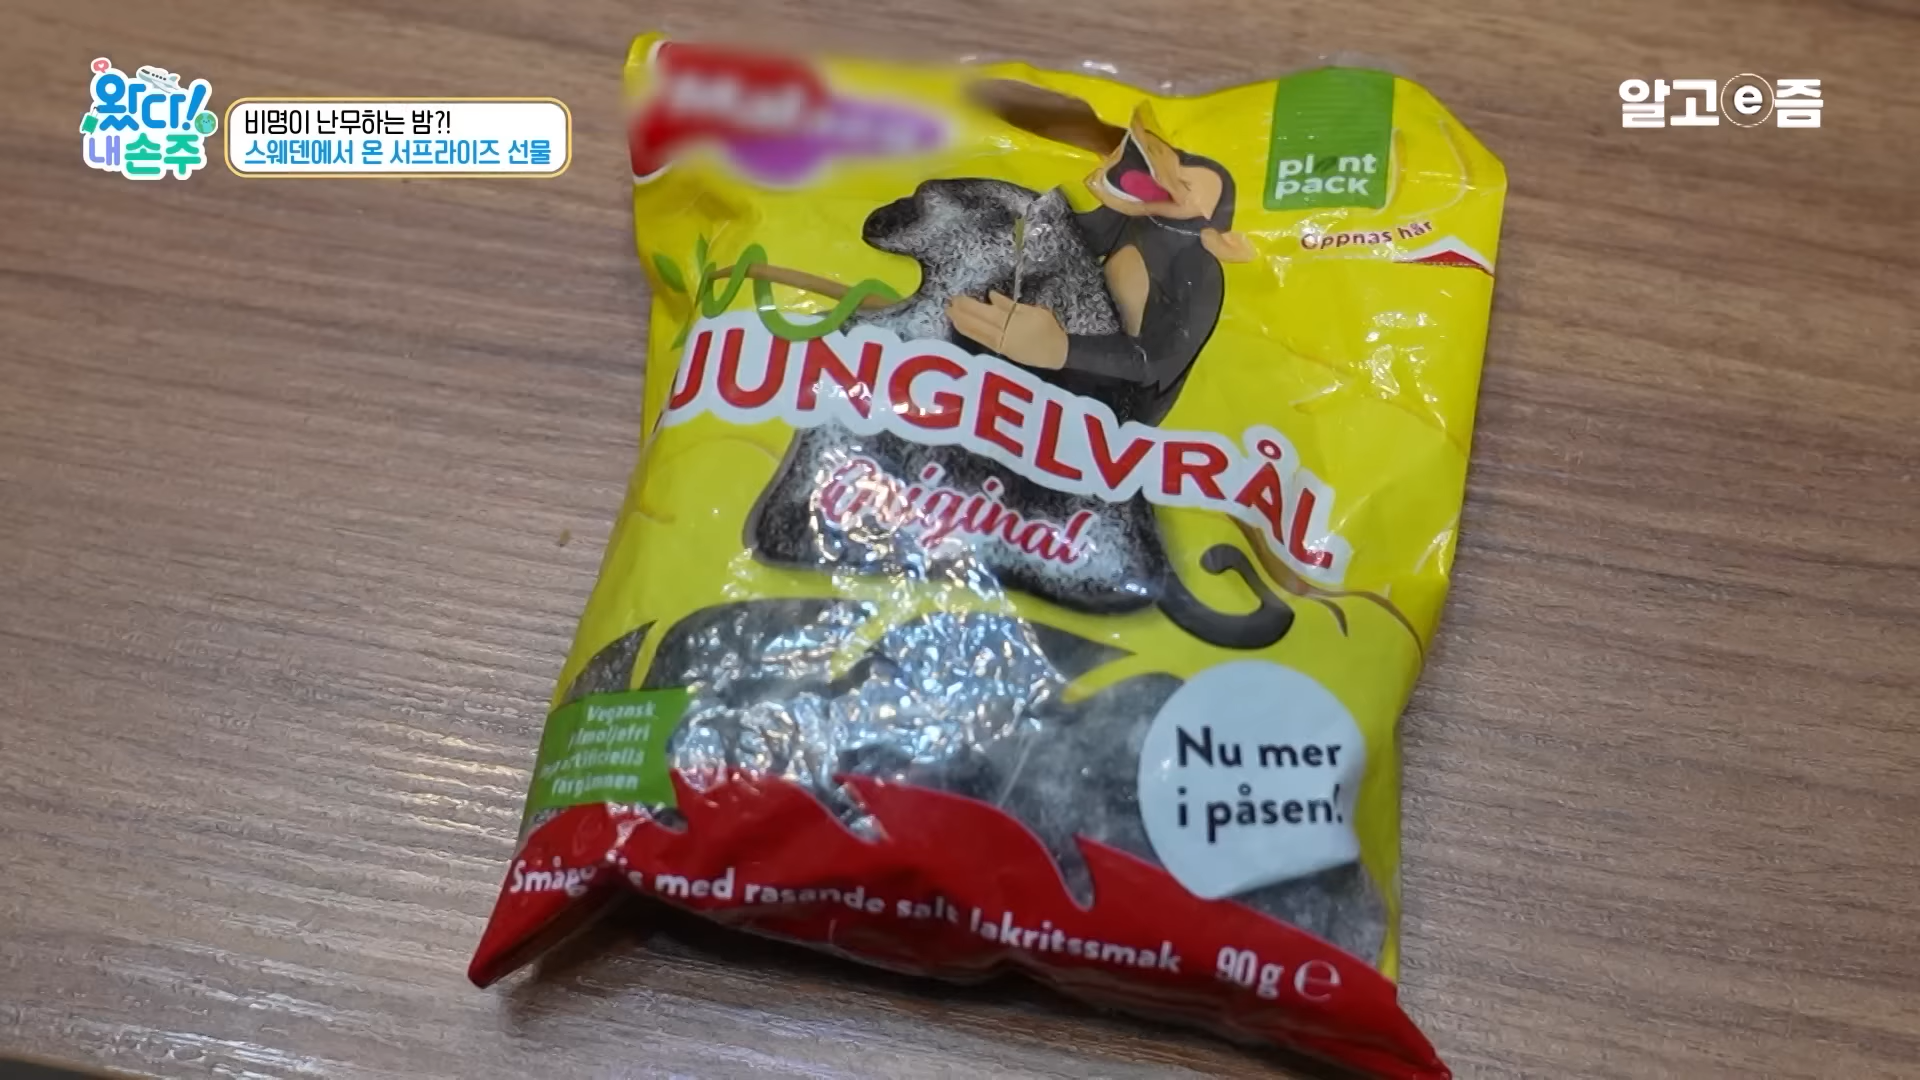 왔다!
내손주
비명이 난무하는 밤?!
스웨덴에서 온 서프라이즈 선물
알고e즘
plant
pack
Öppnas här
JUNGELVRÅL
Original
Vegansk
färgämnen
Nu mer
i påsen!
med rasande salt lakritssmak 90g e